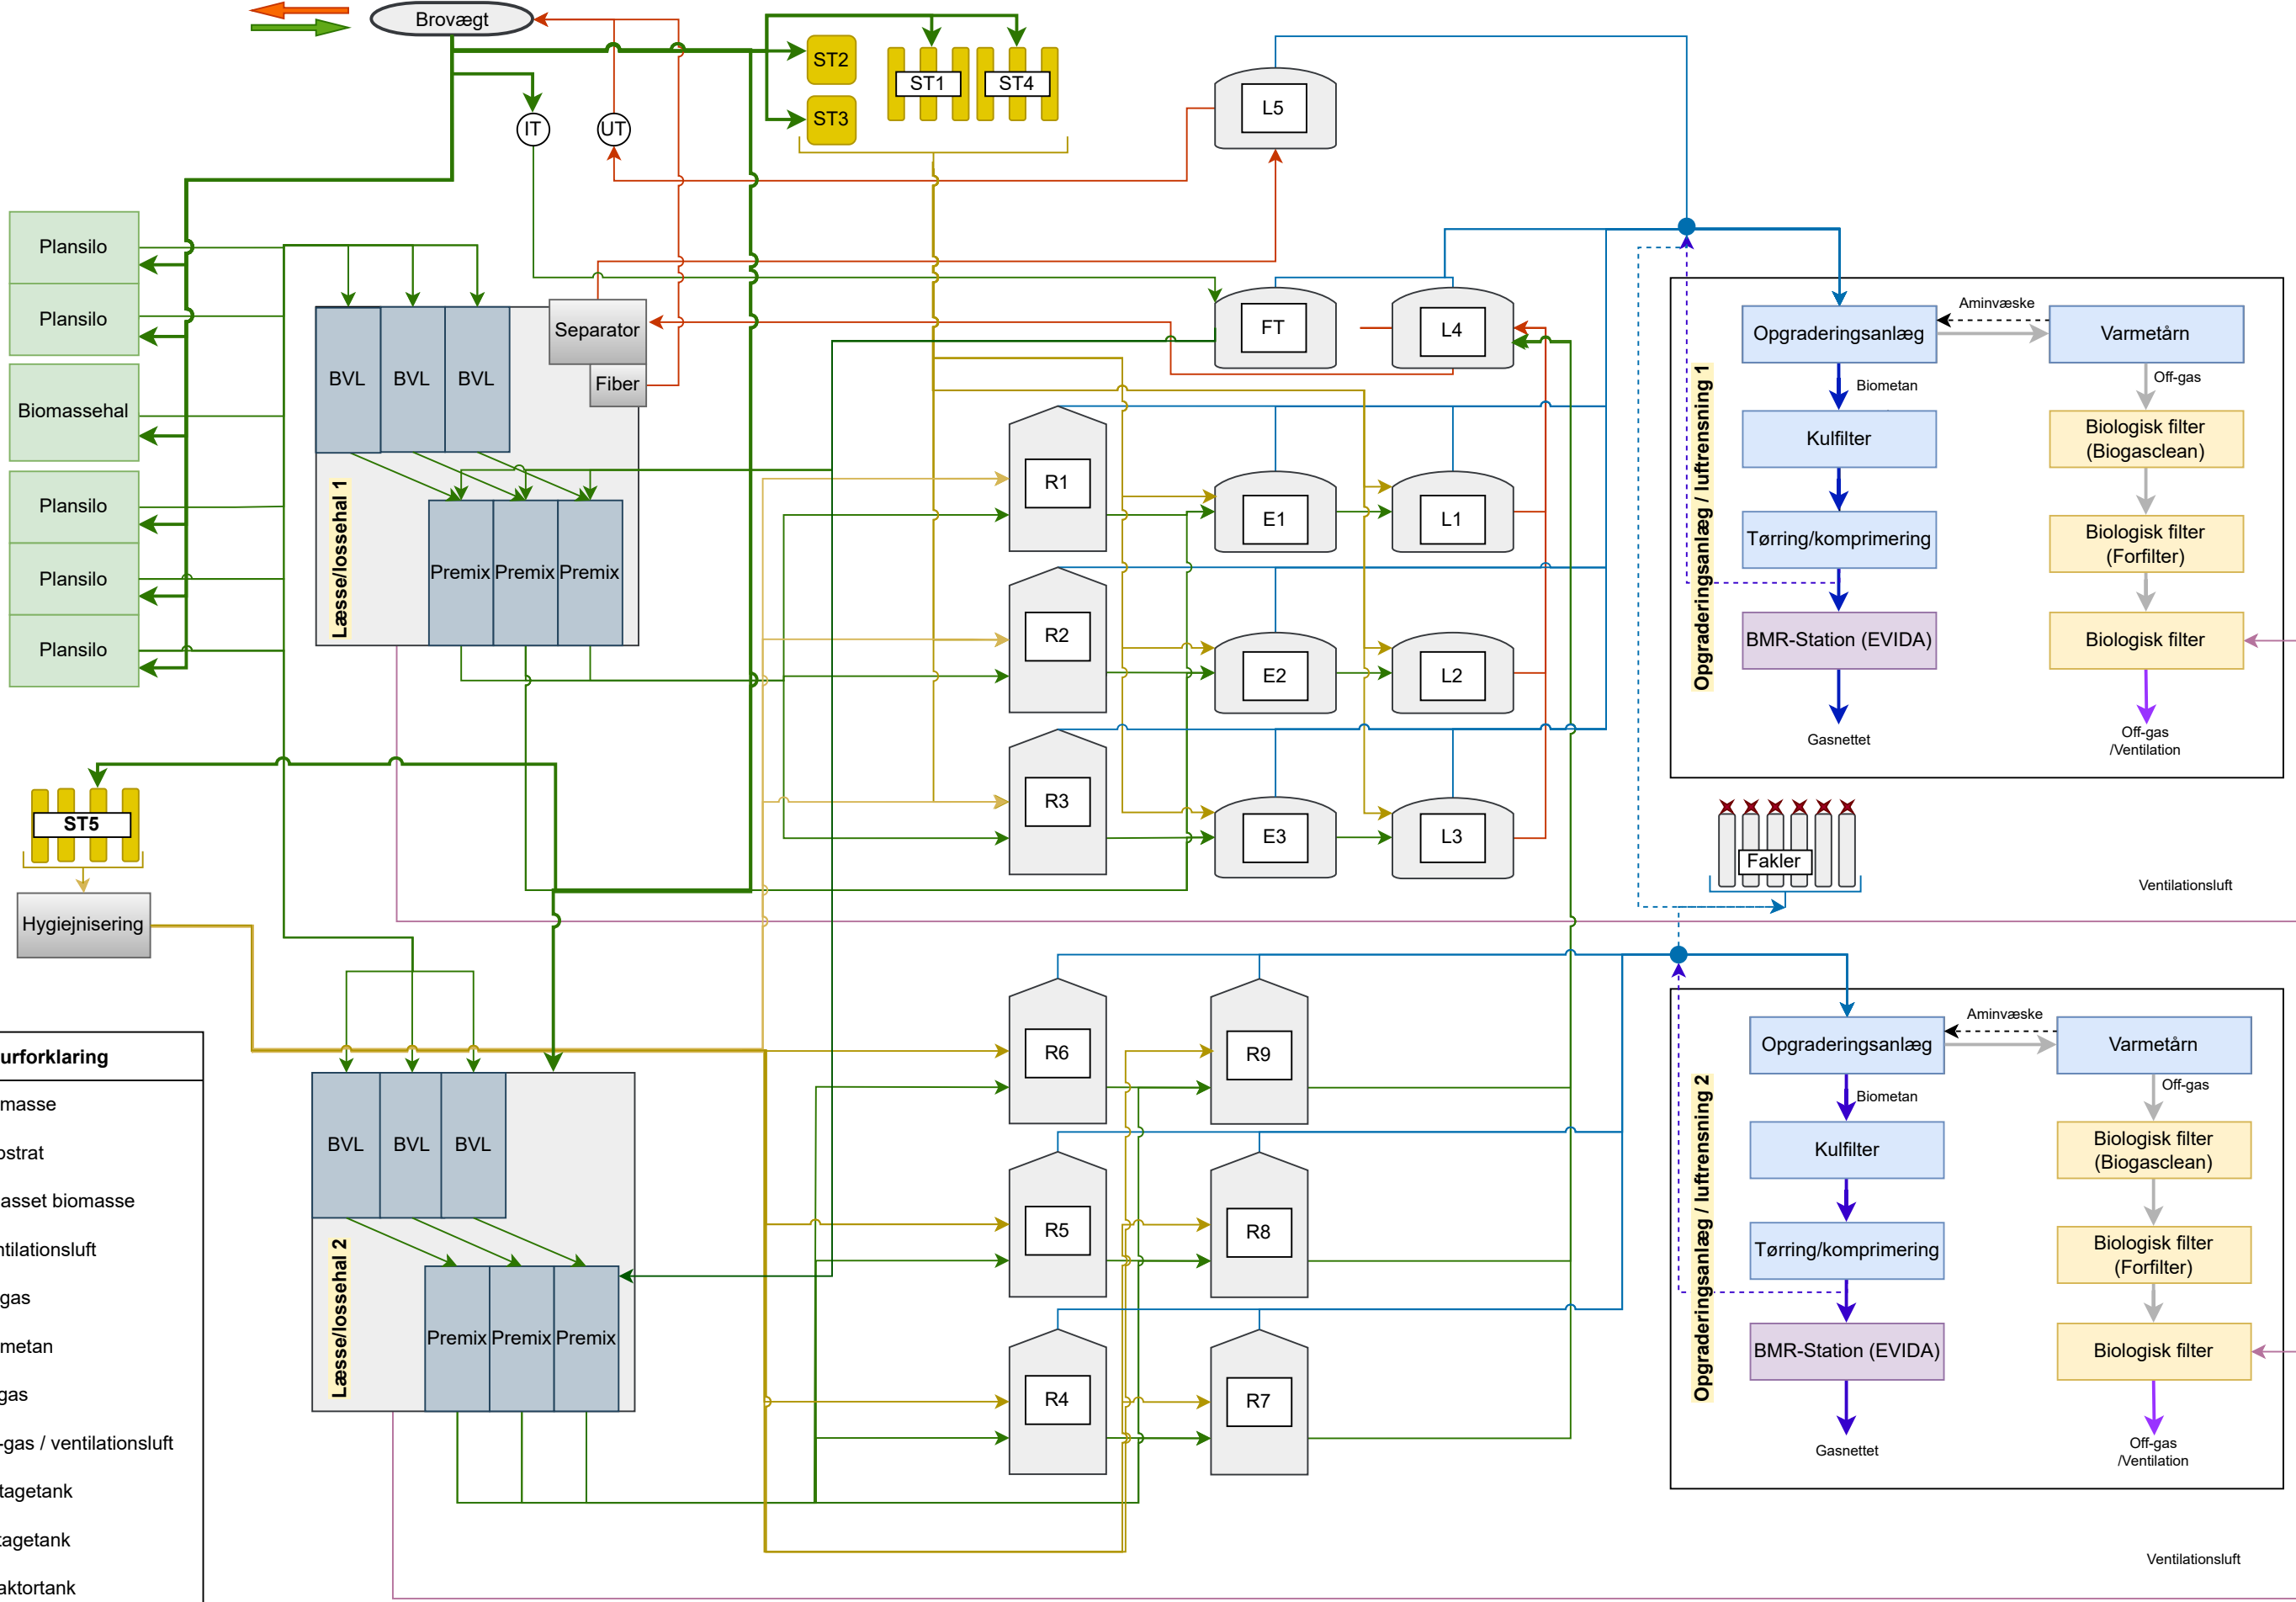 Brovægt
ST2
ST3
ST1
ST4
IT
UT
L5
Plansilo
Plansilo
Biomassehal
Plansilo
Plansilo
Plansilo
BVL
BVL
BVL
Separator
Fiber
Læsse/lossehal 1
Premix
Premix
Premix
FT
L4
R1
E1
L1
R2
E2
L2
R3
E3
L3
Opgraderingsanlæg / luftrensning 1
Opgraderingsanlæg
Aminvæske
Varmetårn
Biometan
Off-gas
Kulfilter
Biologisk filter
(Biogasclean)
Tørring/komprimering
Biologisk filter
(Forfilter)
BMR-Station (EVIDA)
Biologisk filter
Gasnettet
Off-gas
/Ventilation
ST5
Hygiejnisering
Fakler
Ventilationsluft
urforklaring
masse
ostrat
asset biomasse
ntilationsluft
gas
metan
gas
-gas / ventilationsluft
tagetank
tagetank
aktortank
BVL
BVL
BVL
Læsse/lossehal 2
Premix
Premix
Premix
R6
R9
R5
R8
R4
R7
Opgraderingsanlæg / luftrensning 2
Opgraderingsanlæg
Aminvæske
Varmetårn
Biometan
Off-gas
Kulfilter
Biologisk filter
(Biogasclean)
Tørring/komprimering
Biologisk filter
(Forfilter)
BMR-Station (EVIDA)
Biologisk filter
Gasnettet
Off-gas
/Ventilation
Ventilationsluft